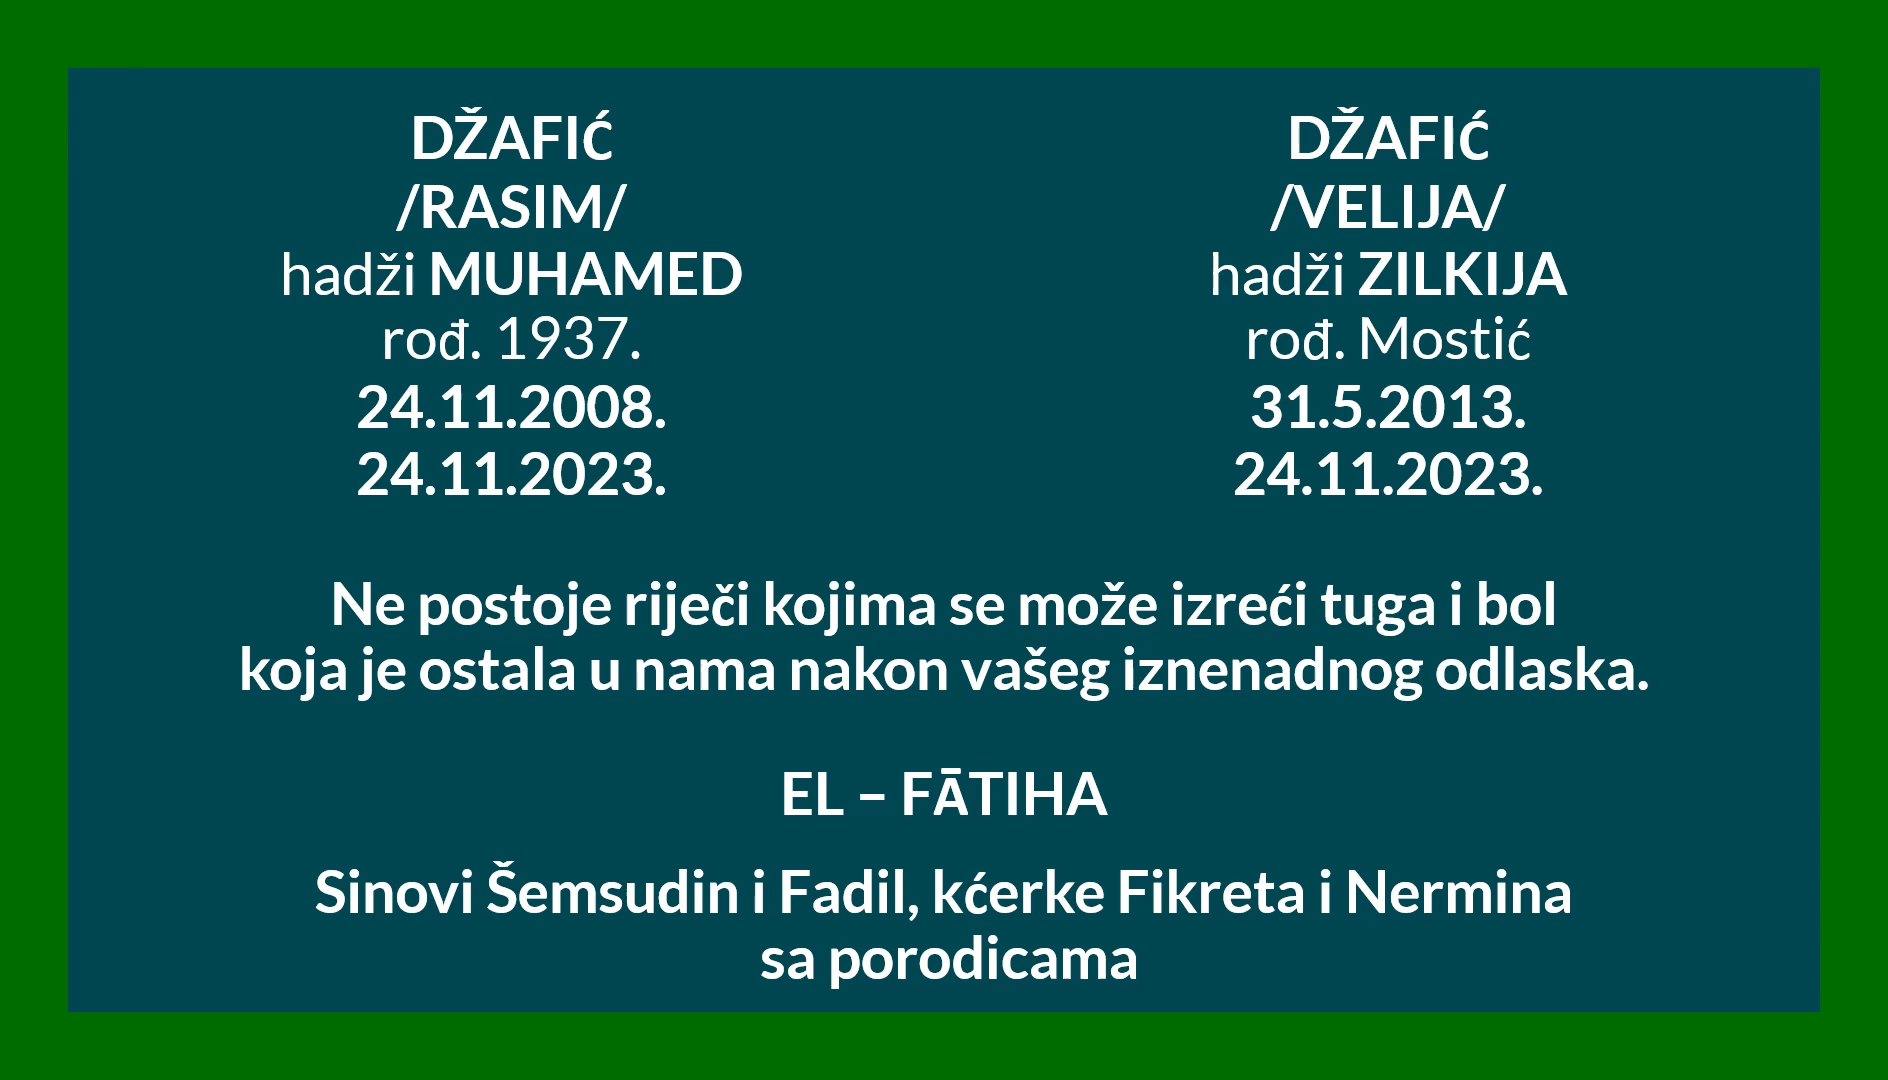 DŽAFIĆ
/RASIM/
hadži MUHAMED
rođ. 1937.
24.11.2008.
24.11.2023.
DŽAFIĆ
/VELIJA/
hadži ZILKIJA
rođ. Mostić
31.5.2013.
24.11.2023.
Ne postoje riječi kojima se može izreći tuga i bol
koja je ostala u nama nakon vašeg iznenadnog odlaska.
EL – FĀTIHA
Sinovi Šemsudin i Fadil, kćerke Fikreta i Nermina
sa porodicama